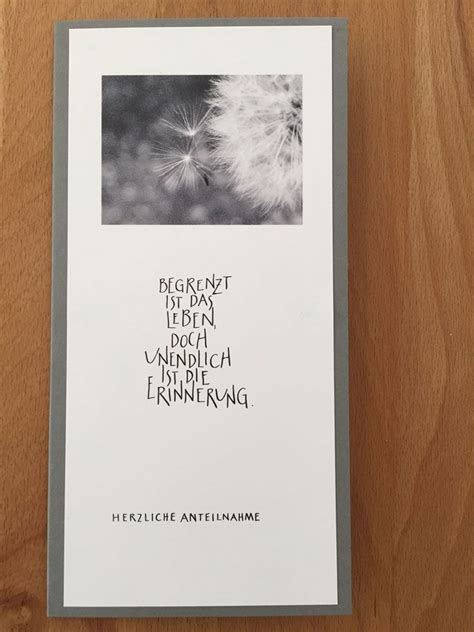 BEGRENZT
IST DAS
LEBEN,
DOCH
UNENDLICH
IST DIE
ERINNERUNG.
HERZLICHE ANTEILNAHME